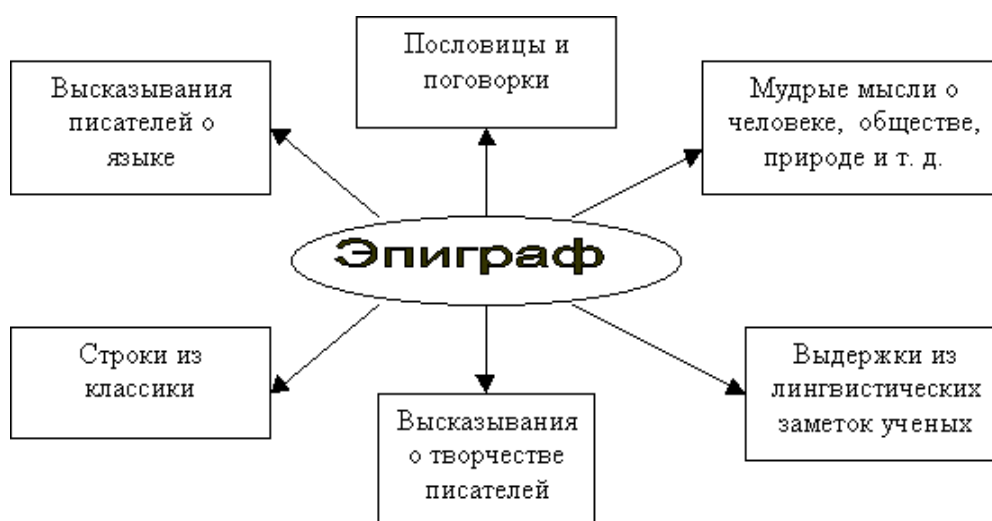 Пословицы и
поговорки
Высказывания
писателей о
языке
Мудрые мысли о
человеке, обществе,
природе и т. д.
Эпиграф
Строки из
классики
Высказывания
о творчестве
писателей
Выдержки из
лингвистических
заметок ученых